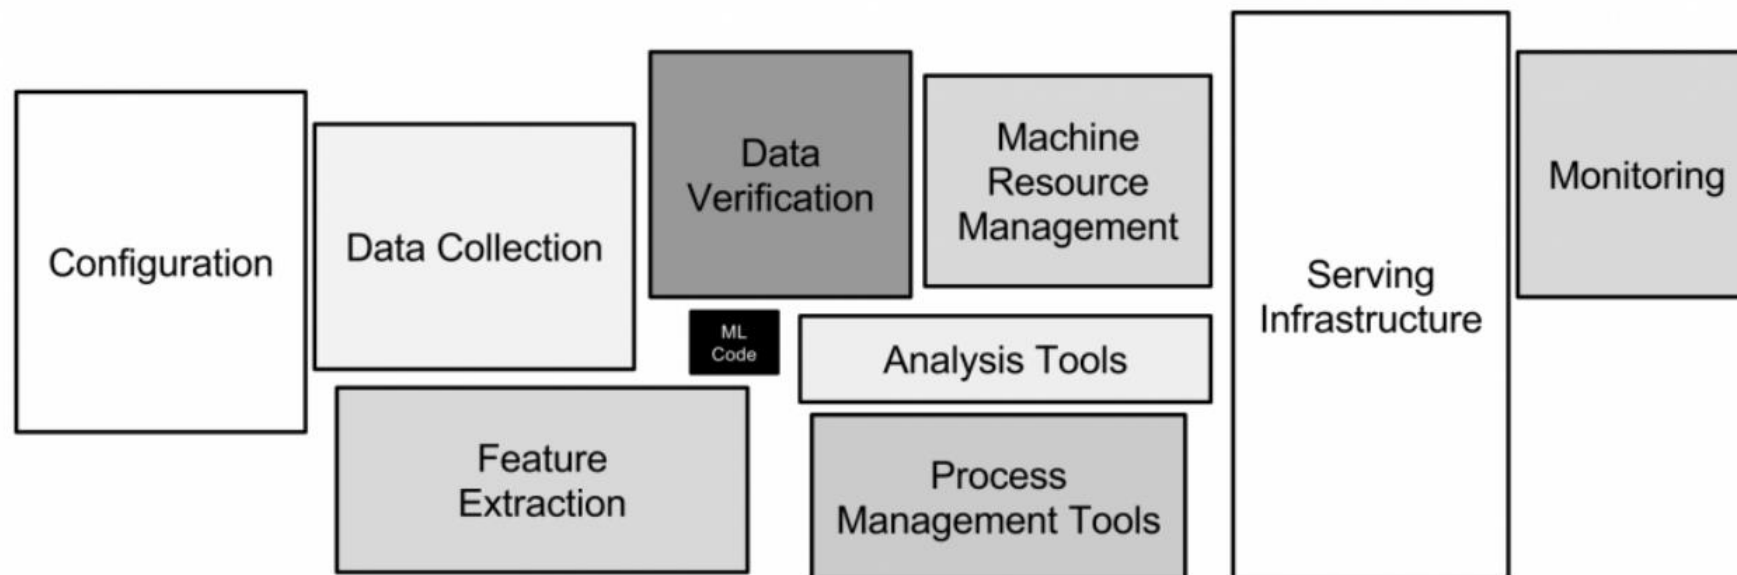 Configuration
Data Collection
Data
Verification
Machine
Resource
Management
Serving
Infrastructure
Monitoring
ML
Code
Analysis Tools
Feature
Extraction
Process
Management Tools